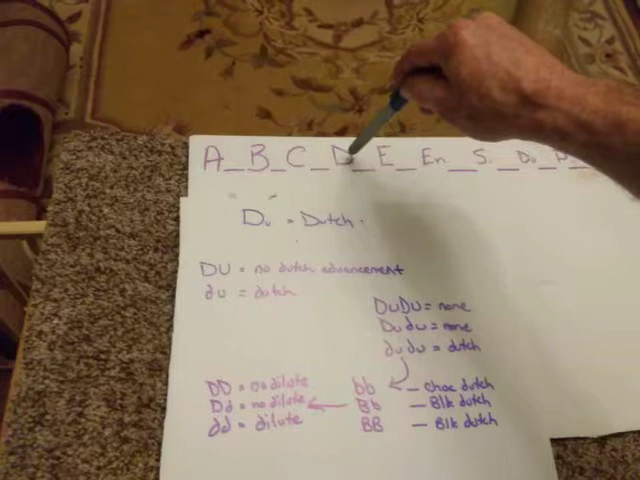 A_B_C_D_E_En_S_Du_
Du = Dutch.
DU = no dutch advancement
du = dutch
DuDu = none
Dudu = none
dudu = dutch
DD = no dilute bb - choc dutch
Dd = no dilute Bb - Blk dutch
dd = dilute BB - Blk dutch